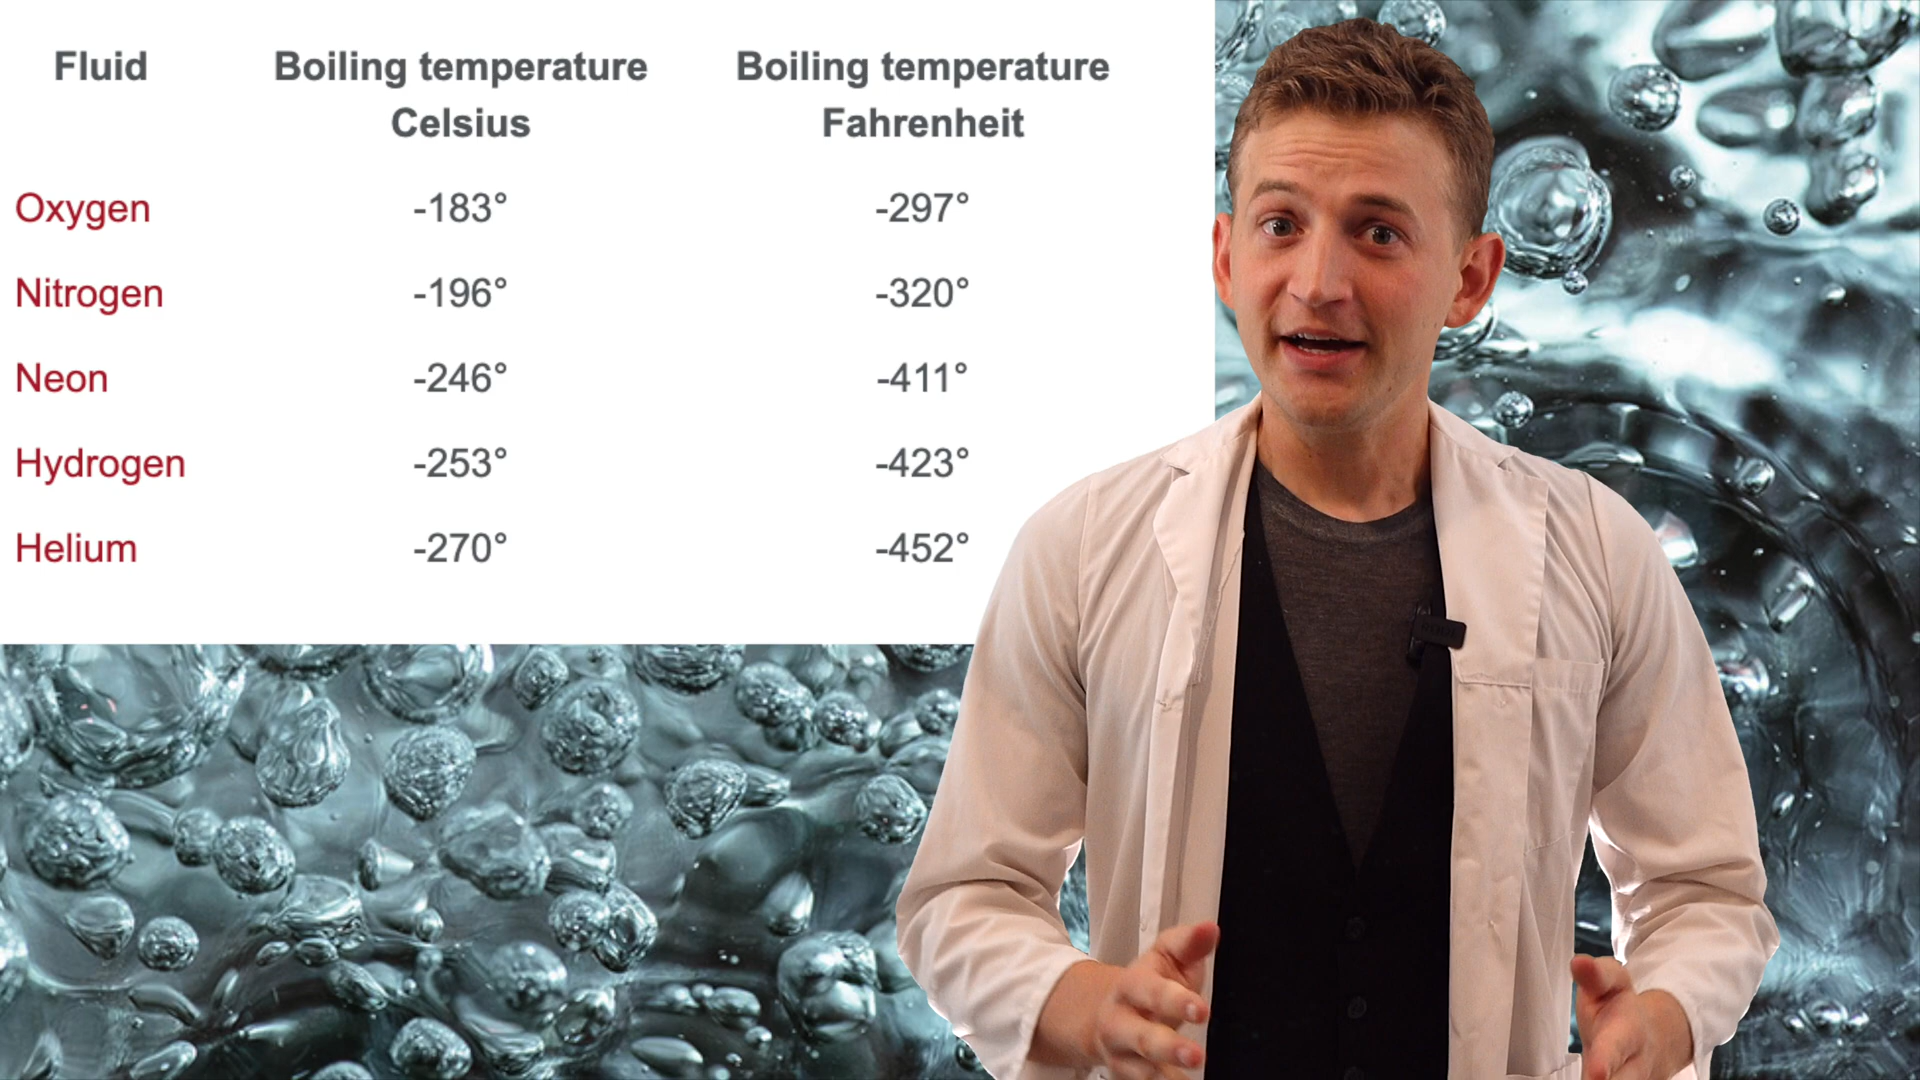 Fluid Boiling temperature Celsius Boiling temperature Fahrenheit
Oxygen -183° -297°
Nitrogen -196° -320°
Neon -246° -411°
Hydrogen -253° -423°
Helium -270° -452°